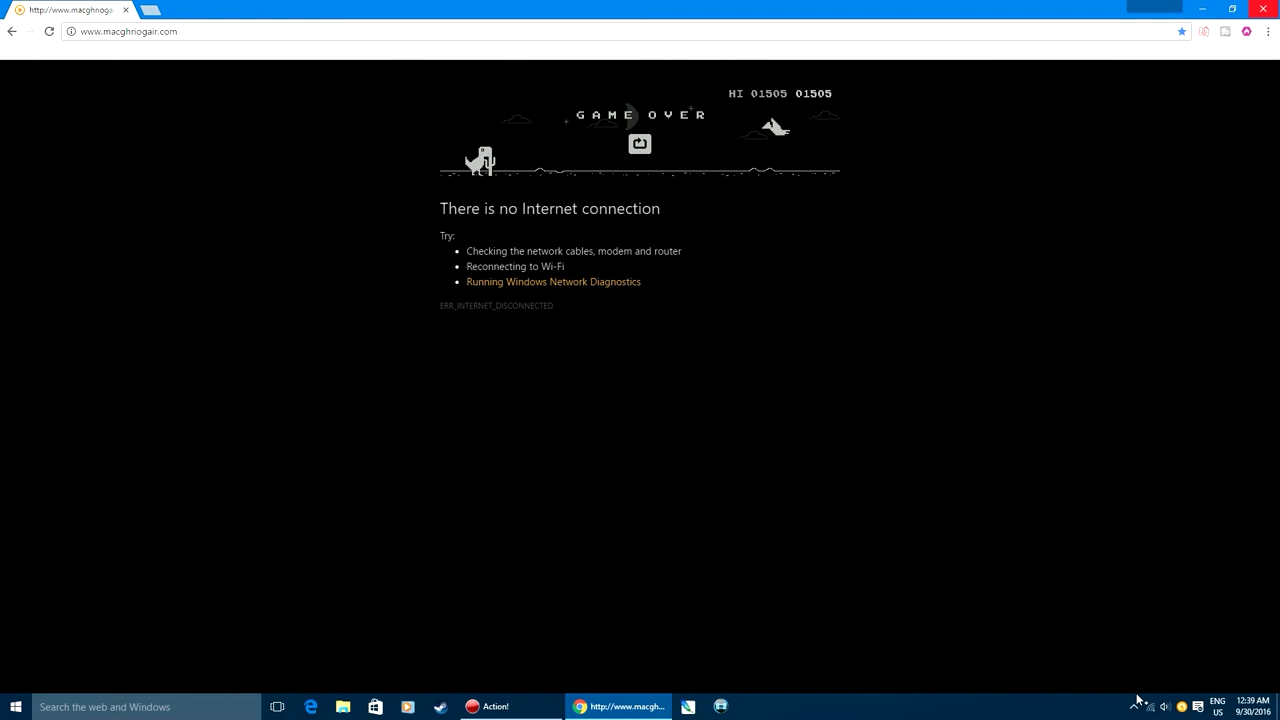 http://www.macghrioga
www.macghriogair.com
HI 01505 01505
GAME OVER
There is no Internet connection
Try:
Checking the network cables, modem and router
Reconnecting to Wi-Fi
Running Windows Network Diagnostics
ERR_INTERNET_DISCONNECTED
Search the web and Windows
Action!
http://www.macgh...
ENG
US
12:39 AM
9/30/2016